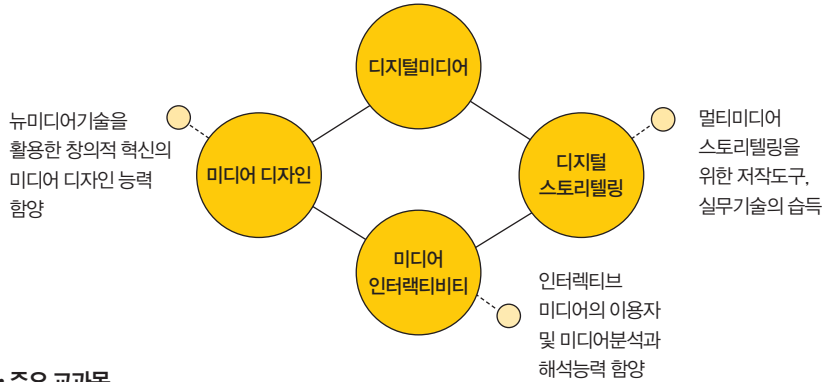 디지털미디어
뉴미디어기술을
활용한 창의적 혁신의
미디어 디자인 능력
함양
미디어 디자인
디지털
스토리텔링
멀티미디어
스토리텔링을
위한 저작도구,
실무기술의 습득
미디어
인터랙티비티
인터렉티브
미디어의 이용자
및 미디어분석과
해석능력 함양
주요 교과목